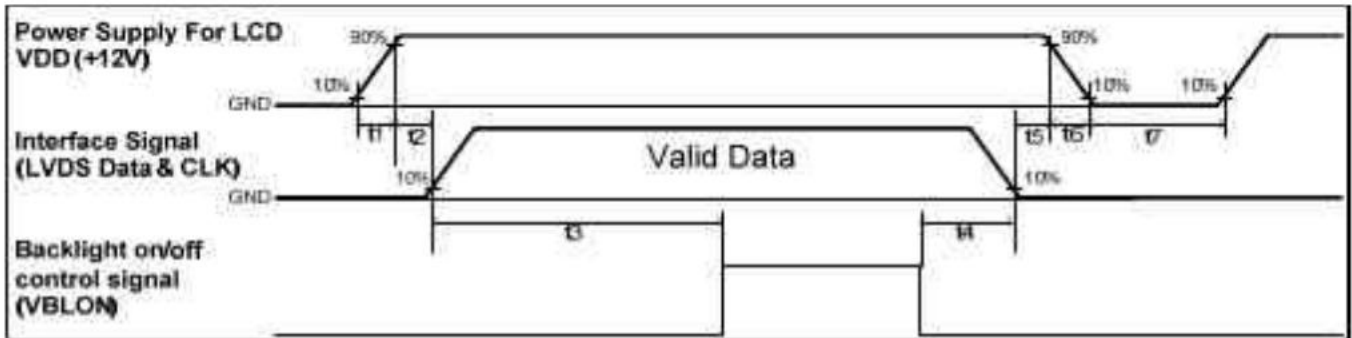 Power Supply For LCD
VDD (+12V)
90%
90%
10%
10%
10%
GND
t1
t2
t5
t6
t7
Interface Signal
(LVDS Data & CLK)
Valid Data
10%
10%
GND
t3
t4
Backlight on/off
control signal
(VBLON)